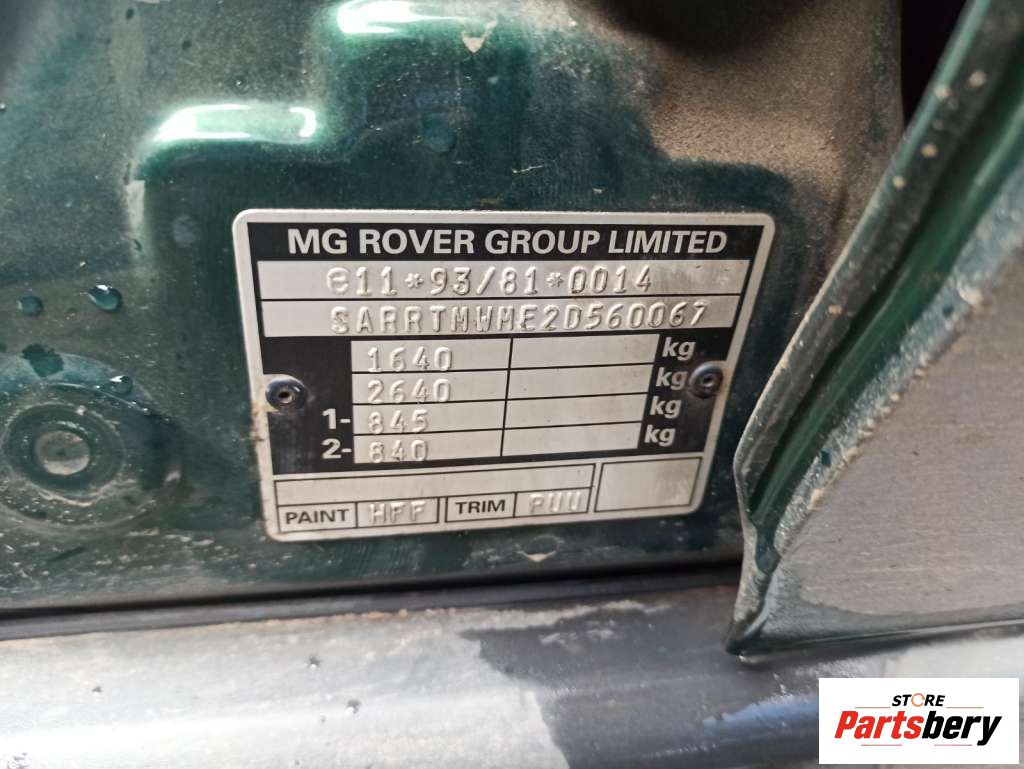 MG ROVER GROUP LIMITED
e11*93/81*0014
SARRTMWME2D560067
1640 kg
2640 kg
1- 845 kg
2- 840 kg
PAINT HFF TRIM PUU
STORE
Partsbery